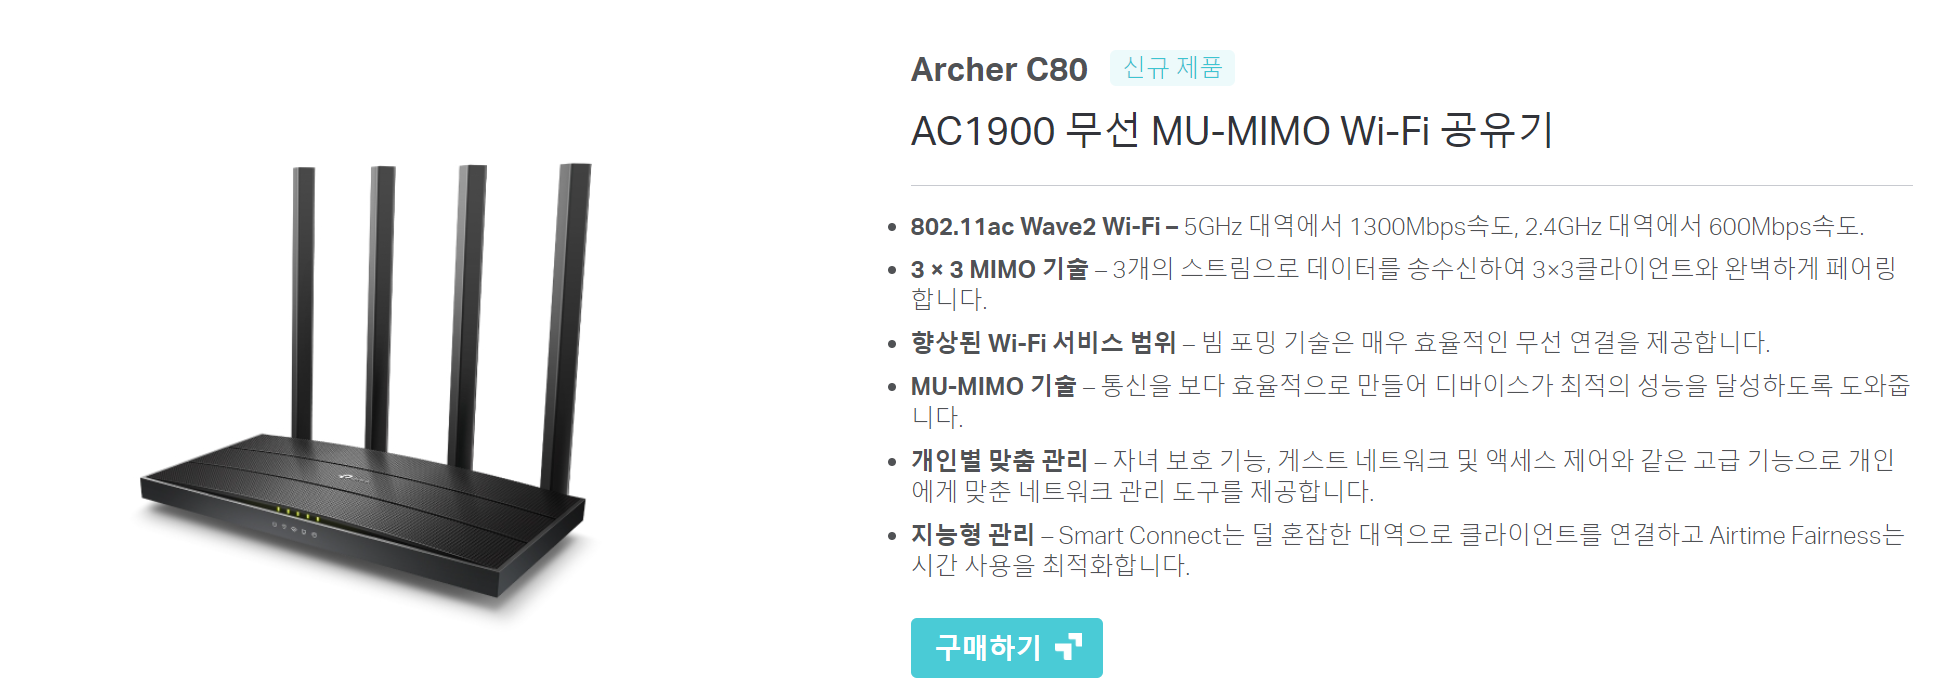 Archer C80 신규 제품
AC1900 무선 MU-MIMO Wi-Fi 공유기
802.11ac Wave2 Wi-Fi – 5GHz 대역에서 1300Mbps속도, 2.4GHz 대역에서 600Mbps속도.
3 × 3 MIMO 기술 – 3개의 스트림으로 데이터를 송수신하여 3×3클라이언트와 완벽하게 페어링
합니다.
향상된 Wi-Fi 서비스 범위 – 빔 포밍 기술은 매우 효율적인 무선 연결을 제공합니다.
MU-MIMO 기술 – 통신을 보다 효율적으로 만들어 디바이스가 최적의 성능을 달성하도록 도와줍
니다.
개인별 맞춤 관리 – 자녀 보호 기능, 게스트 네트워크 및 액세스 제어와 같은 고급 기능으로 개인
에게 맞춘 네트워크 관리 도구를 제공합니다.
지능형 관리 – Smart Connect는 덜 혼잡한 대역으로 클라이언트를 연결하고 Airtime Fairness는
시간 사용을 최적화합니다.
구매하기